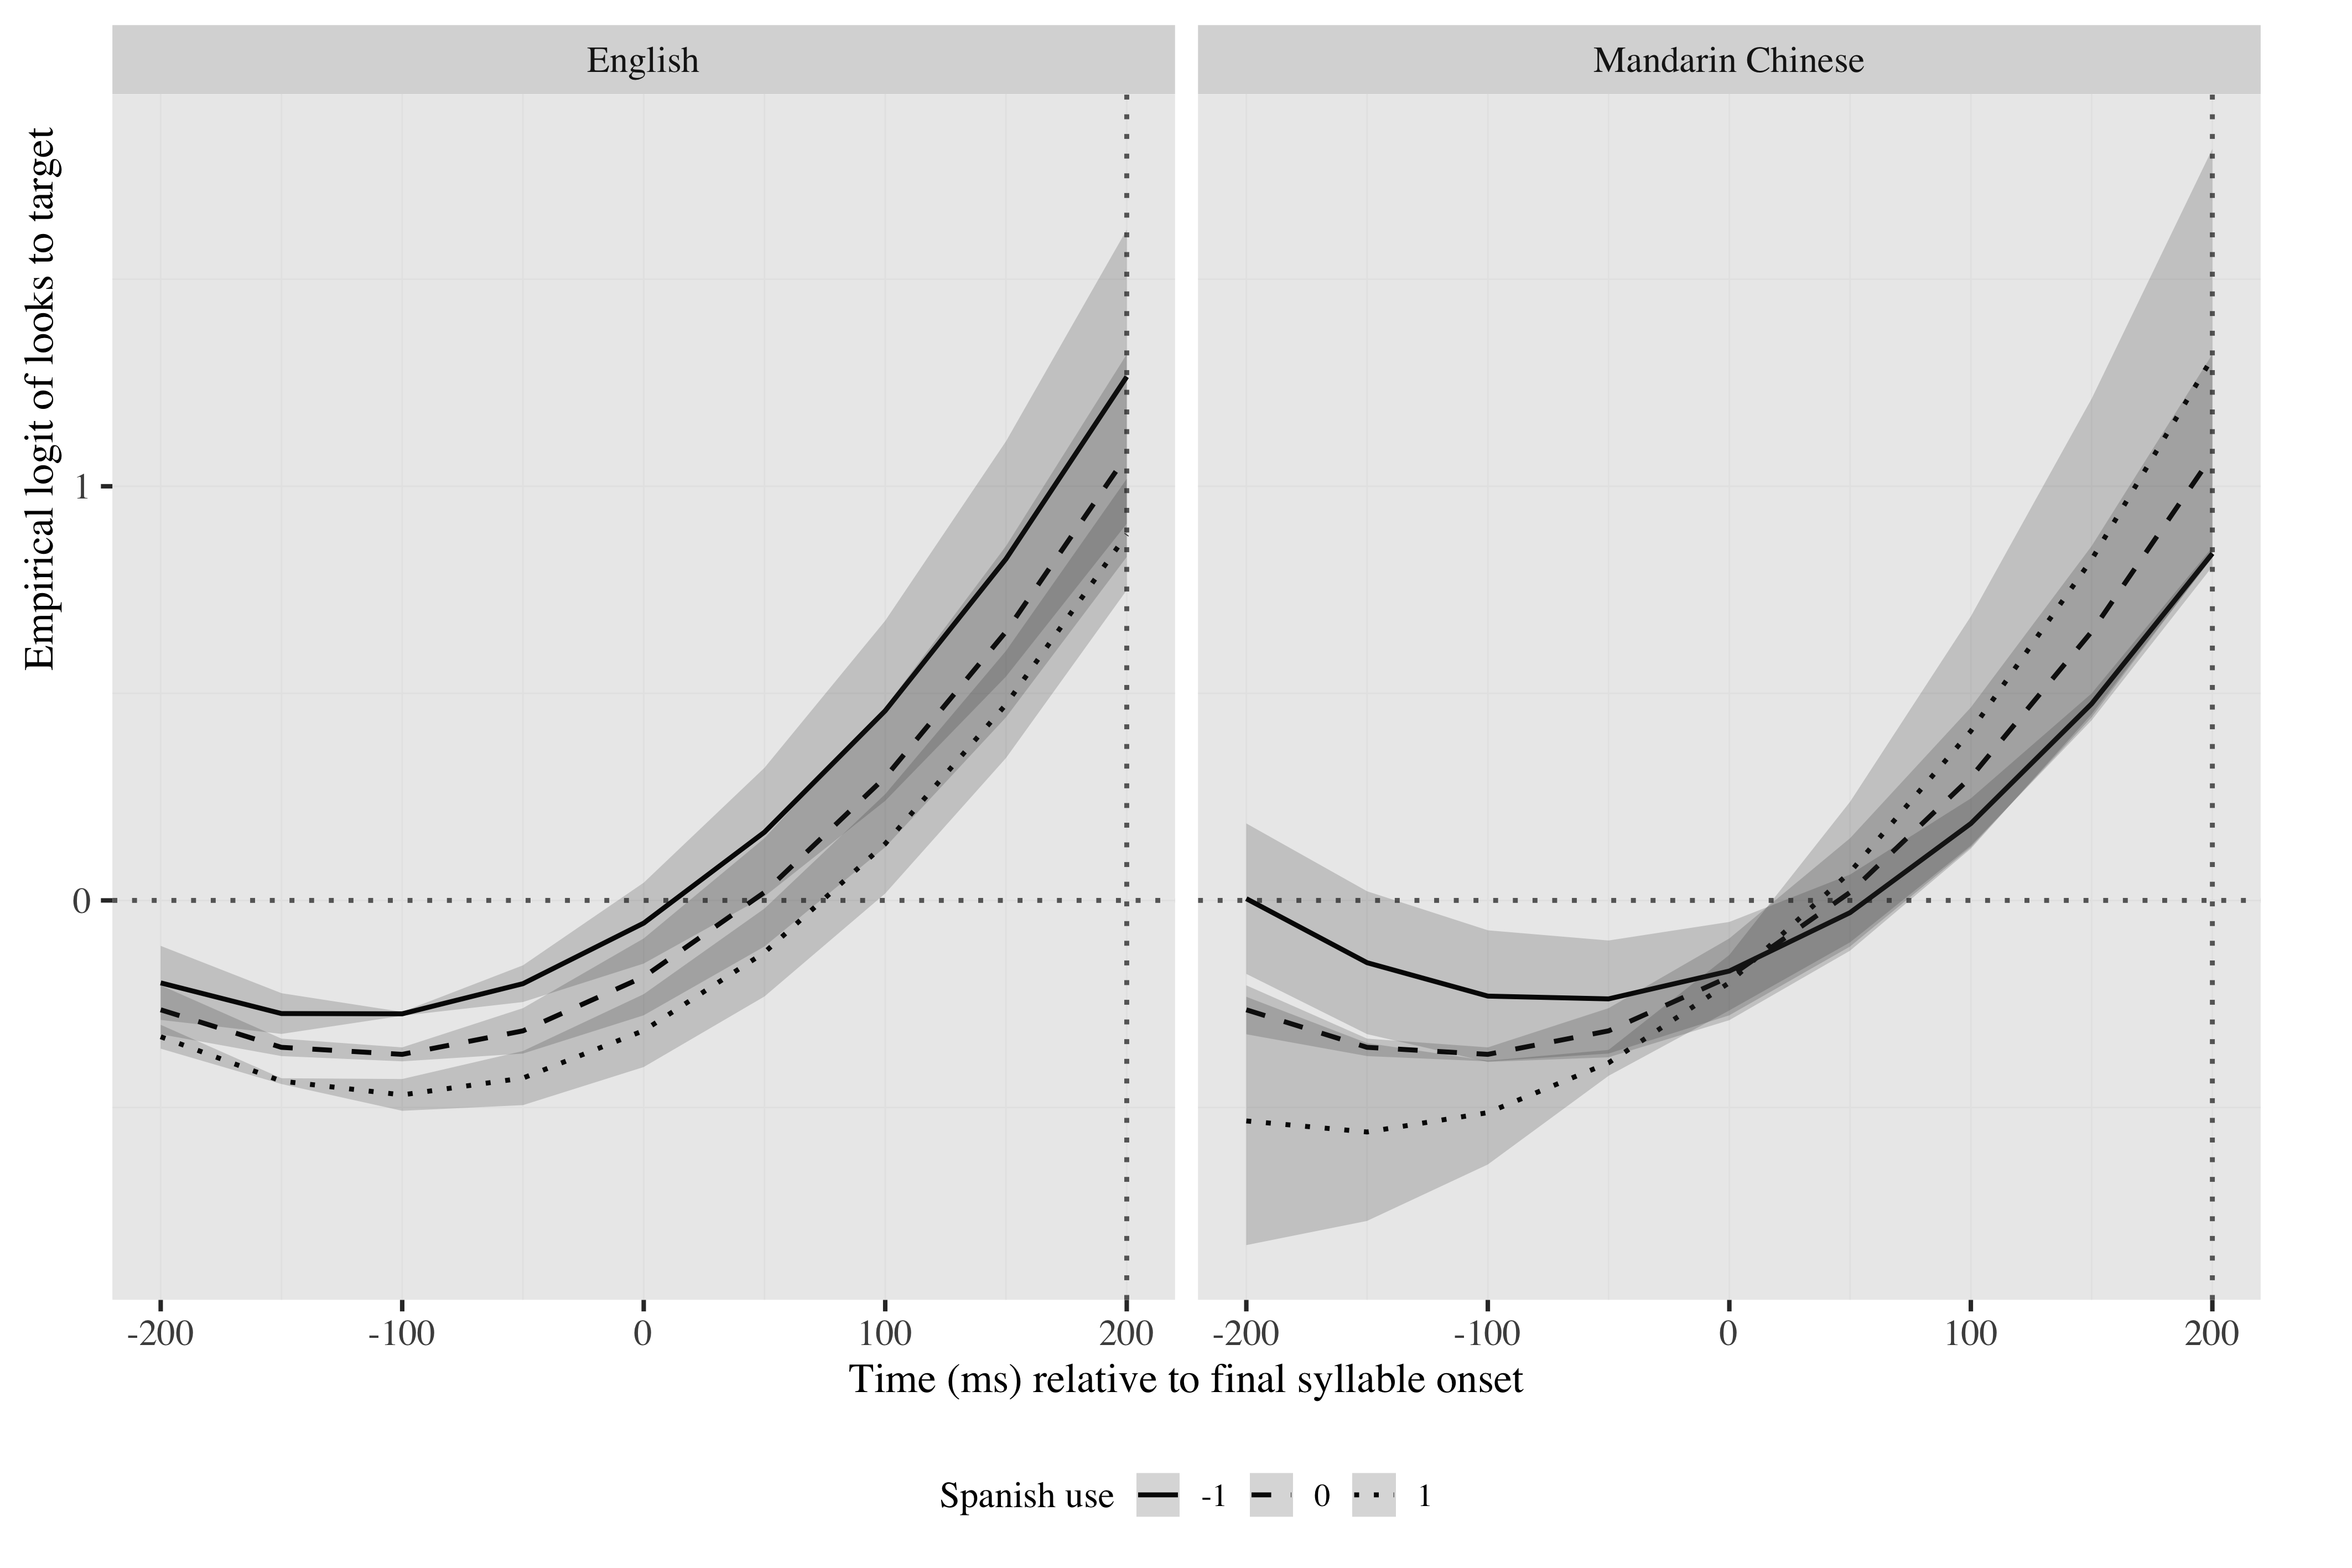 English
Mandarin Chinese
Empirical logit of looks to target
1
0
-200 -100 0 100 200
-200 -100 0 100 200
Time (ms) relative to final syllable onset
Spanish use -1 0 1